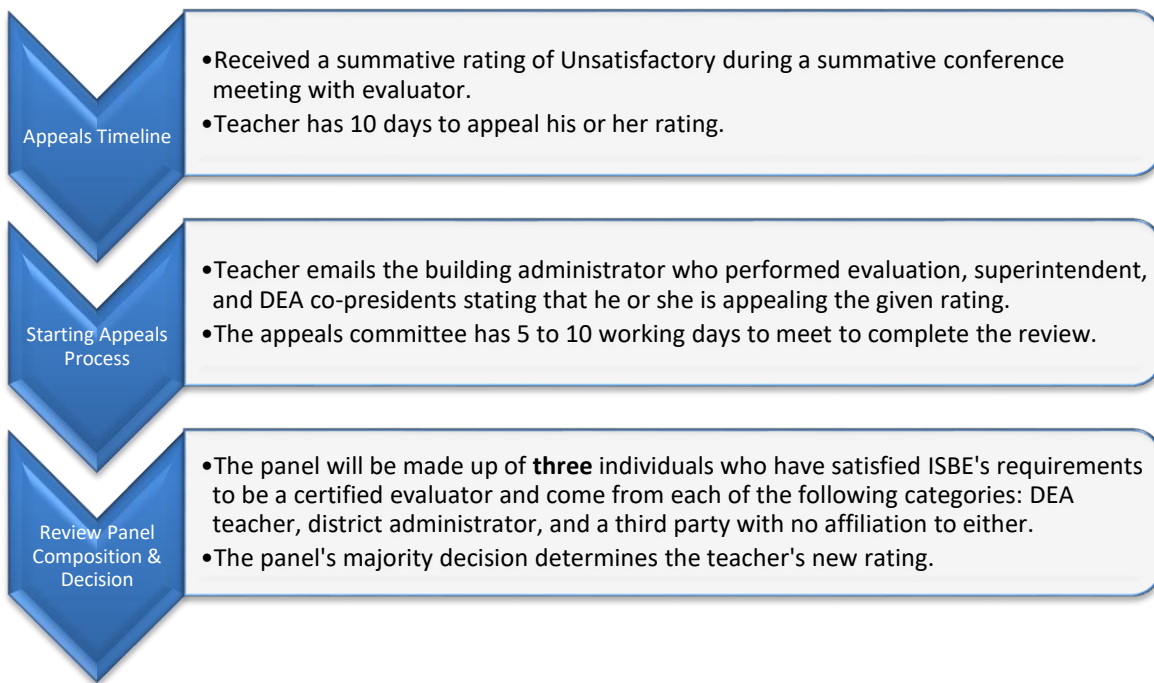 Appeals Timeline
•Received a summative rating of Unsatisfactory during a summative conference
meeting with evaluator.
•Teacher has 10 days to appeal his or her rating.
Starting Appeals
Process
•Teacher emails the building administrator who performed evaluation, superintendent,
and DEA co-presidents stating that he or she is appealing the given rating.
•The appeals committee has 5 to 10 working days to meet to complete the review.
Review Panel
Composition &
Decision
•The panel will be made up of three individuals who have satisfied ISBE's requirements
to be a certified evaluator and come from each of the following categories: DEA
teacher, district administrator, and a third party with no affiliation to either.
•The panel's majority decision determines the teacher's new rating.